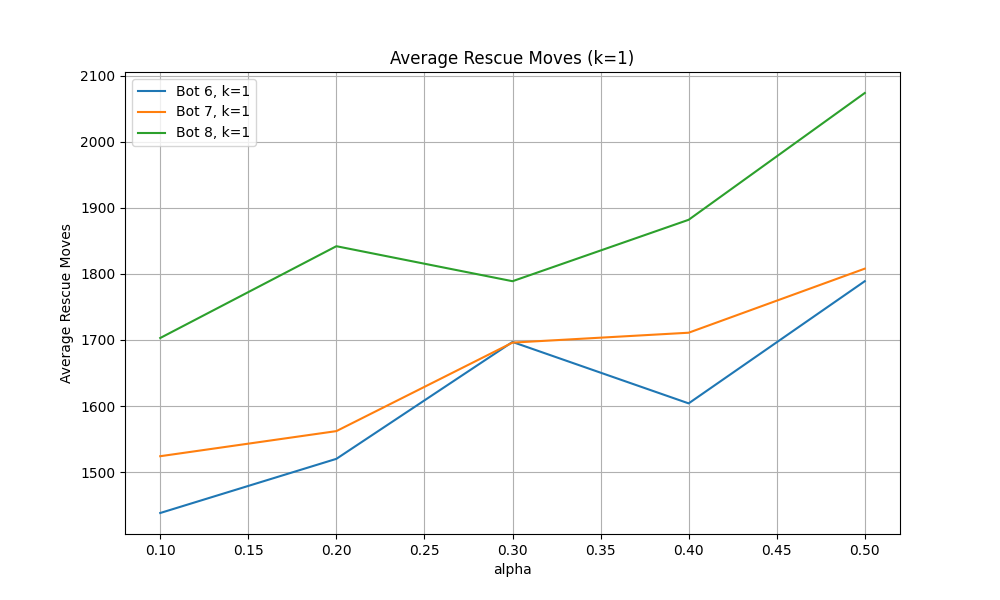 Average Rescue Moves (k=1)
Bot 6, k=1
Bot 7, k=1
Bot 8, k=1
Average Rescue Moves
2100
2000
1900
1800
1700
1600
1500
0.10 0.15 0.20 0.25 0.30 0.35 0.40 0.45 0.50
alpha